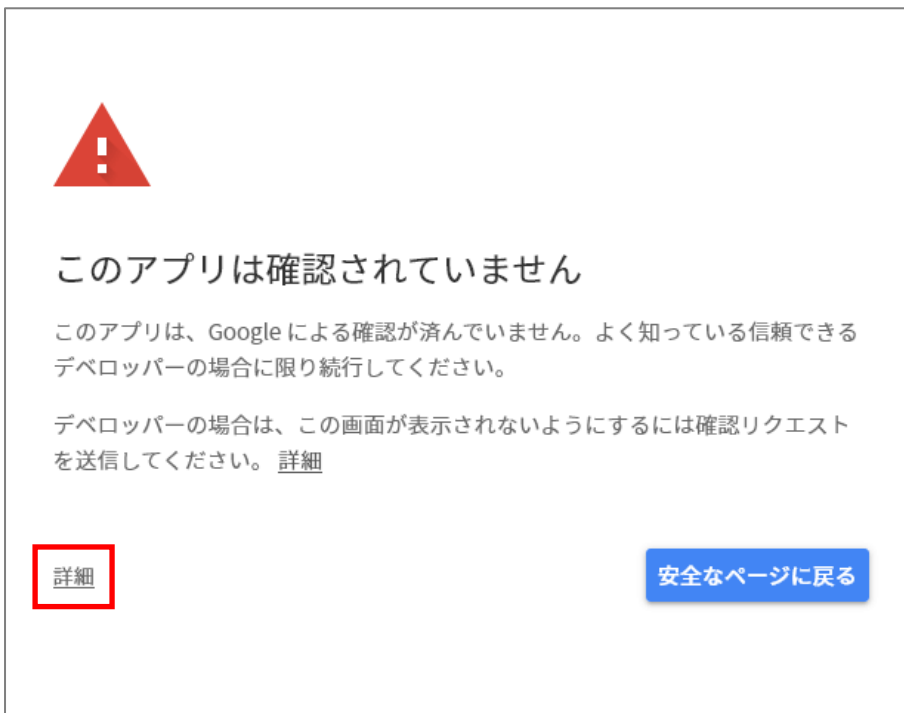 このアプリは確認されていません
このアプリは、Google による確認が済んでいません。よく知っている信頼できる
デベロッパーの場合に限り続行してください。
デベロッパーの場合は、この画面が表示されないようにするには確認リクエスト
を送信してください。 詳細
詳細
安全なページに戻る